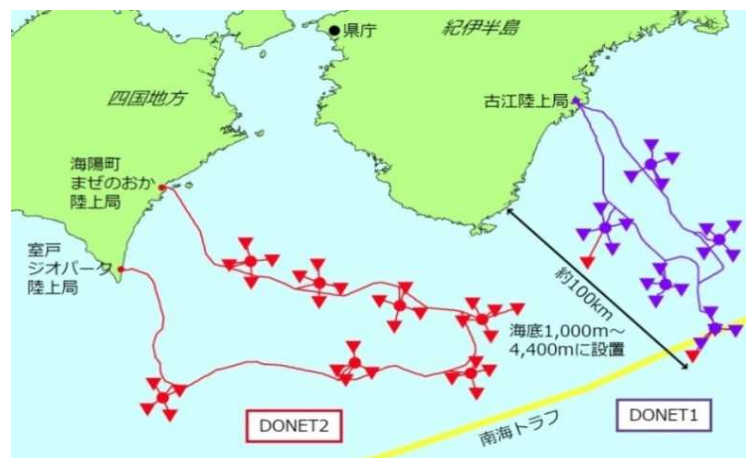 県庁
紀伊半島
四国地方
古江陸上局
海陽町
まぜのおか
陸上局
室戸
ジオパーク
陸上局
約100km
海底1,000m～
4,400mに設置
DONET2
南海トラフ
DONET1